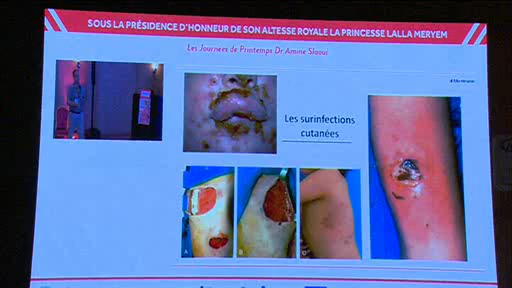 SOUS LA PRÉSIDENCE D'HONNEUR DE SON ALTESSE ROYALE LA PRINCESSE LALLA MERYEM
Les Journées de Printemps Dr Amine Slaoui
Les surinfections
cutanées
A
B
C